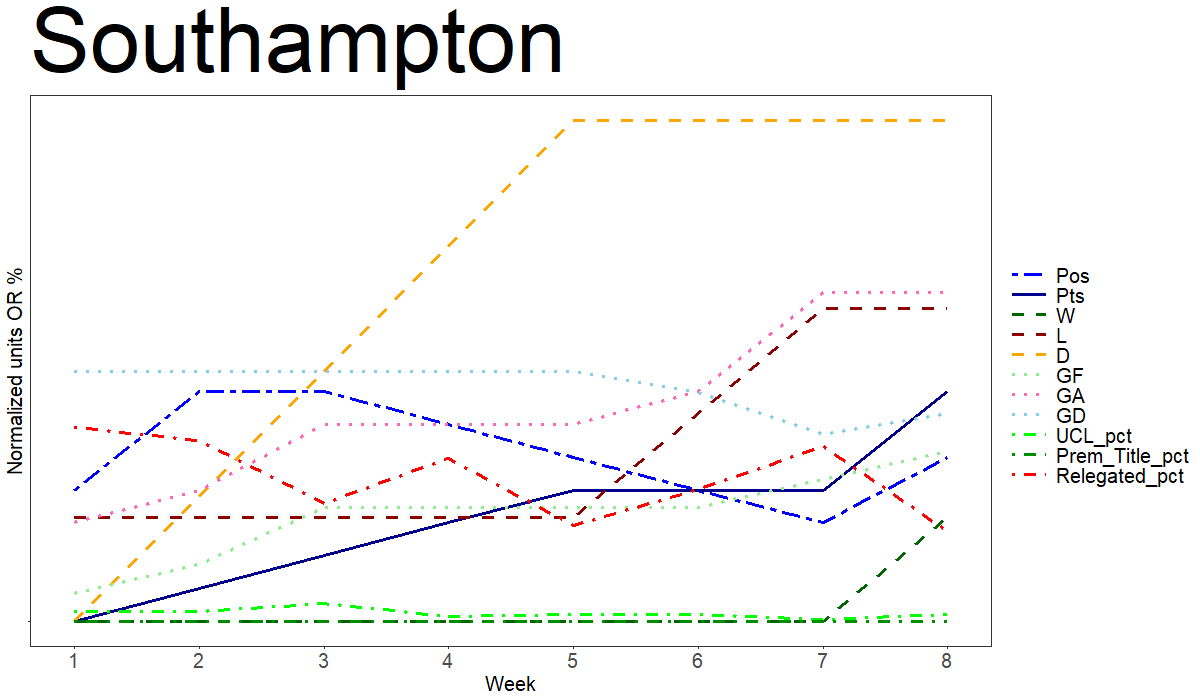 Southampton
Normalized units OR %
1 2 3 4 5 6 7 8
Week
Pos
Pts
W
L
D
GF
GA
GD
UCL_pct
Prem_Title_pct
Relegated_pct